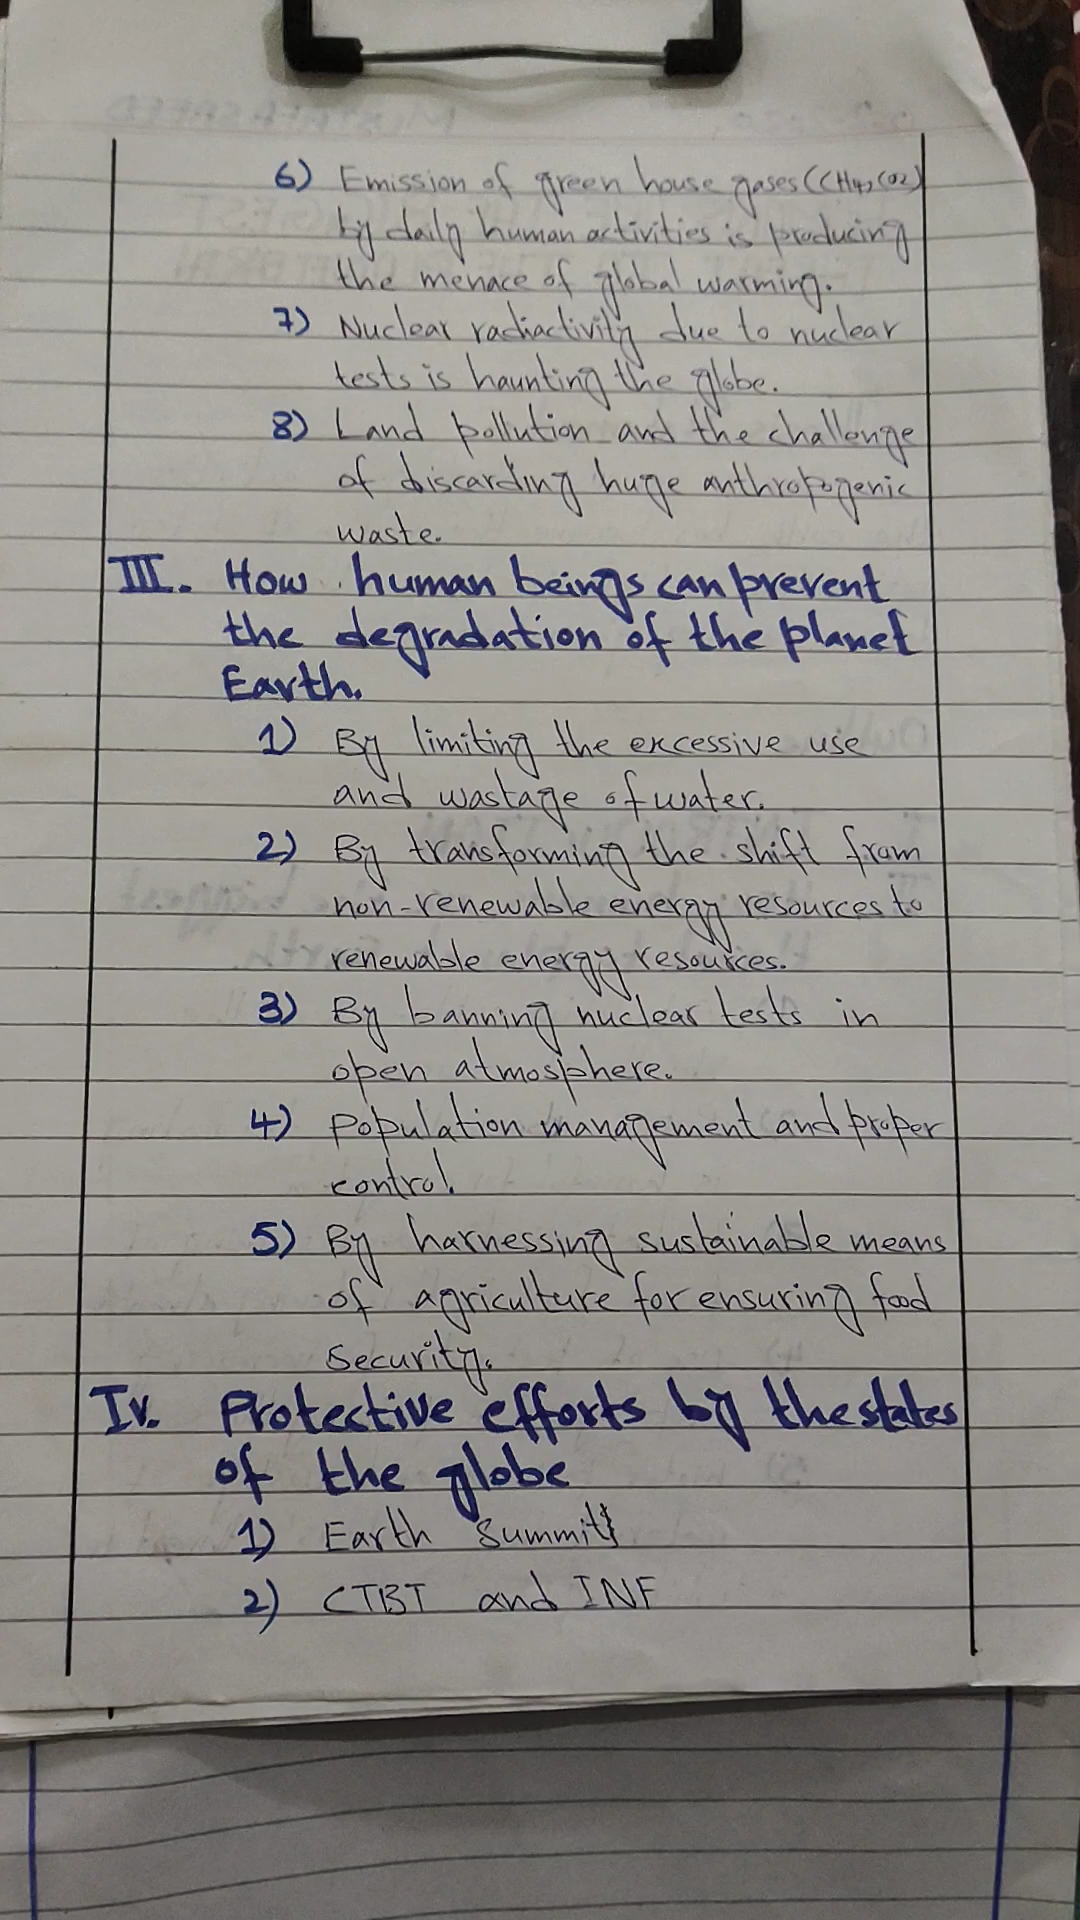 6) Emission of green house gases (CH4, CO2)
by daily human activities is producing
the menace of global warming.
7) Nuclear radiactivity due to nuclear
tests is haunting the globe.
8) Land pollution and the challenge
of discarding huge anthropogenic
waste.
III. How human beings can prevent
the degradation of the planet
Earth.
1) By limiting the excessive use
and wastage of water.
2) By transforming the shift from
non-renewable energy resources to
renewable energy resources.
3) By banning nuclear tests in
open atmosphere.
4) Population management and proper
control.
5) By harnessing sustainable means
of agriculture for ensuring food
security.
IV. Protective efforts by the states
of the globe
1) Earth Summits
2) CTBT and INF